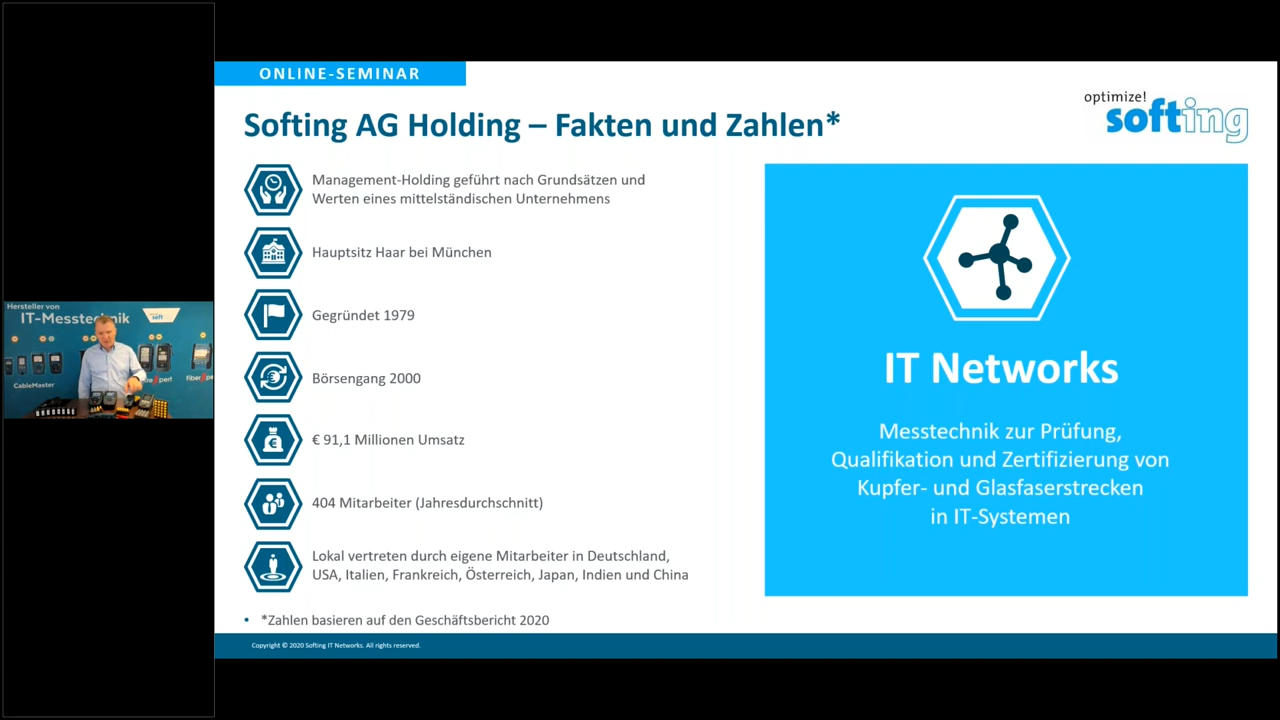 ONLINE-SEMINAR
optimize!
softing
Softing AG Holding – Fakten und Zahlen*
Management-Holding geführt nach Grundsätzen und
Werten eines mittelständischen Unternehmens
Hauptsitz Haar bei München
Gegründet 1979
Börsengang 2000
€ 91,1 Millionen Umsatz
404 Mitarbeiter (Jahresdurchschnitt)
Lokal vertreten durch eigene Mitarbeiter in Deutschland,
USA, Italien, Frankreich, Österreich, Japan, Indien und China
• *Zahlen basieren auf den Geschäftsbericht 2020
IT Networks
Messtechnik zur Prüfung,
Qualifikation und Zertifizierung von
Kupfer- und Glasfaserstrecken
in IT-Systemen
Copyright © 2020 Softing IT Networks. All rights reserved.
Hersteller von
IT-Messtechnik
CableMaster